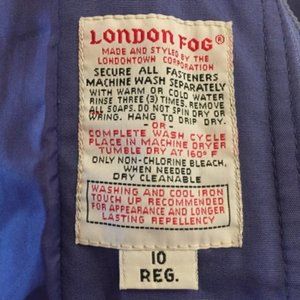 LONDON FOG®
MADE AND STYLED BY THE
LONDONTOWN CORPORATION
SECURE ALL FASTENERS
MACHINE WASH SEPARATELY
WITH WARM OR COLD WATER
RINSE THREE (3) TIMES. REMOVE
ALL SOAPS. DO NOT SPIN DRY OR
WRING. HANG TO DRIP DRY.
-OR-
COMPLETE WASH CYCLE
PLACE IN MACHINE DRYER
TUMBLE DRY AT 160° F
ONLY NON-CHLORINE BLEACH,
WHEN NEEDED
DRY CLEANABLE
WASHING AND COOL IRON
TOUCH UP RECOMMENDED
FOR APPEARANCE AND LONGER
LASTING REPELLENCY
10
REG.